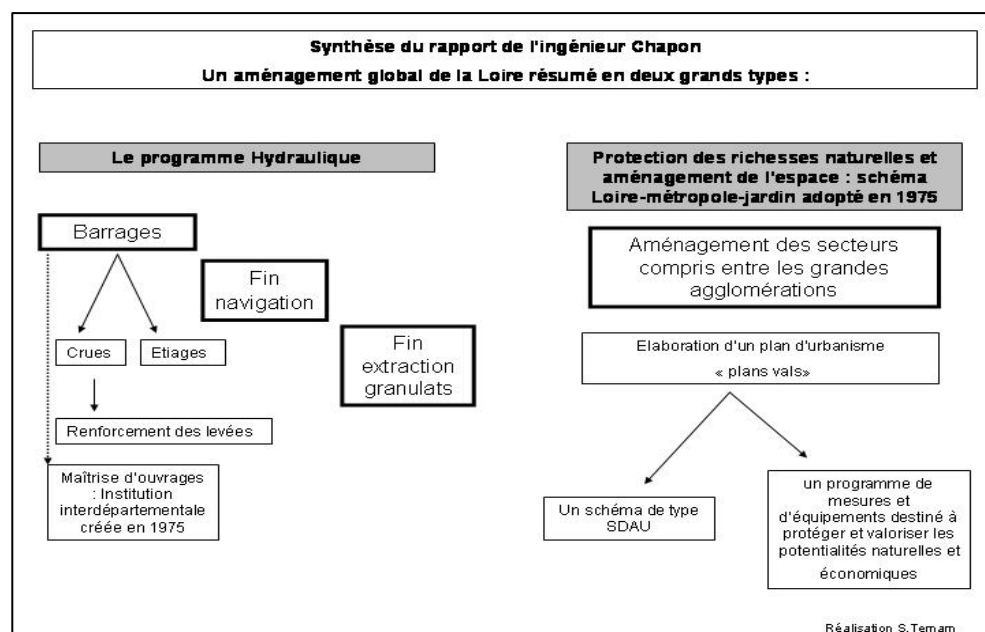 Synthèse du rapport de l'ingénieur Chapon
Un aménagement global de la Loire résumé en deux grands types :
Le programme Hydraulique
Barrages
Fin
navigation
Fin
extraction
granulats
Crues
Etiages
Renforcement des levées
Maîtrise d'ouvrages
: Institution
interdépartementale
créée en 1975
Protection des richesses naturelles et
aménagement de l'espace : schéma
Loire-métropole-jardin adopté en 1975
Aménagement des secteurs
compris entre les grandes
agglomérations
Elaboration d'un plan d'urbanisme
« plans vals»
Un schéma de type
SDAU
un programme de
mesures et
d'équipements destiné à
protéger et valoriser les
potentialités naturelles et
économiques
Réalisation S.Temam